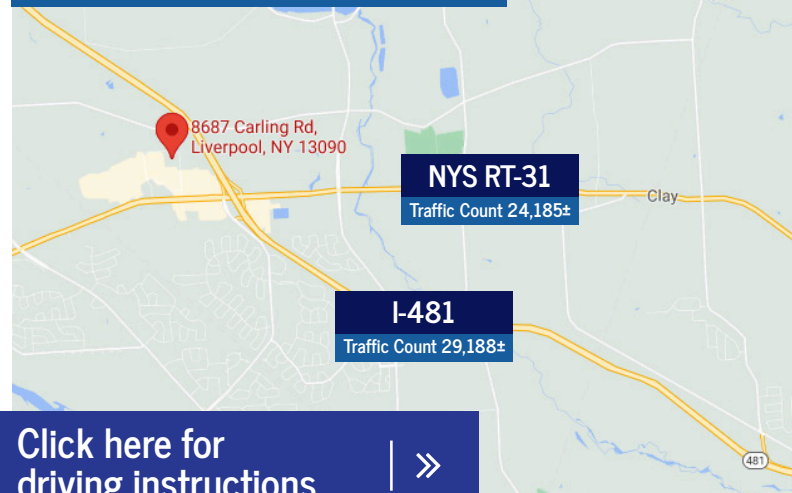 8687 Carling Rd,
Liverpool, NY 13090
NYS RT-31
Traffic Count 24,185±
Clay
I-481
Traffic Count 29,188±
481
Click here for
driving instructions